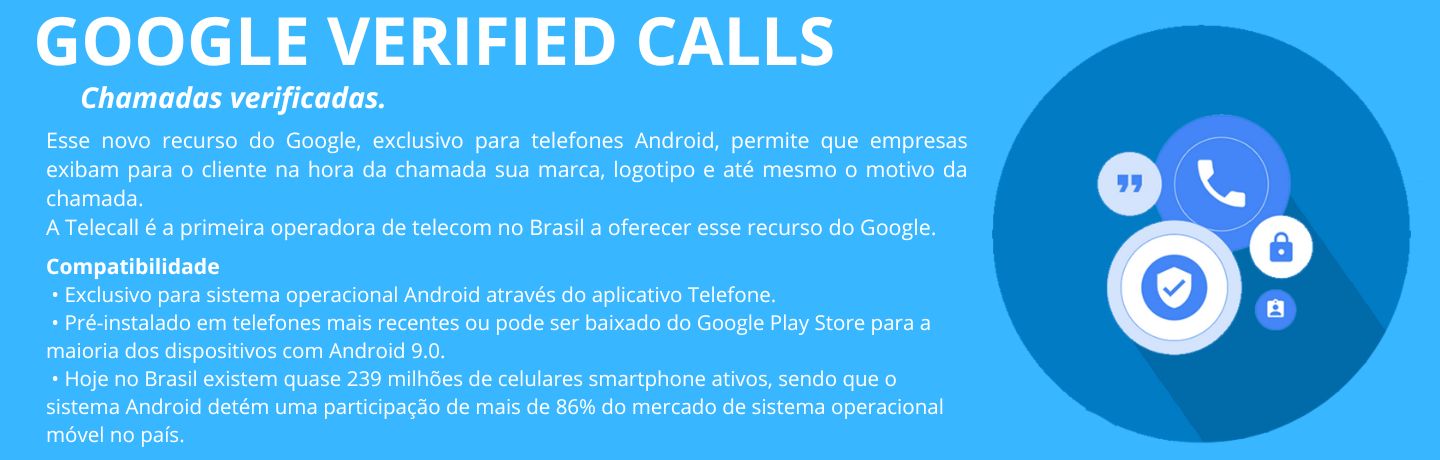 GOOGLE VERIFIED CALLS
Chamadas verificadas.
Esse novo recurso do Google, exclusivo para telefones Android, permite que empresas
exibam para o cliente na hora da chamada sua marca, logotipo e até mesmo o motivo da
chamada.
A Telecall é a primeira operadora de telecom no Brasil a oferecer esse recurso do Google.
Compatibilidade
• Exclusivo para sistema operacional Android através do aplicativo Telefone.
• Pré-instalado em telefones mais recentes ou pode ser baixado do Google Play Store para a
maioria dos dispositivos com Android 9.0.
• Hoje no Brasil existem quase 239 milhões de celulares smartphone ativos, sendo que o
sistema Android detém uma participação de mais de 86% do mercado de sistema operacional
móvel no país.